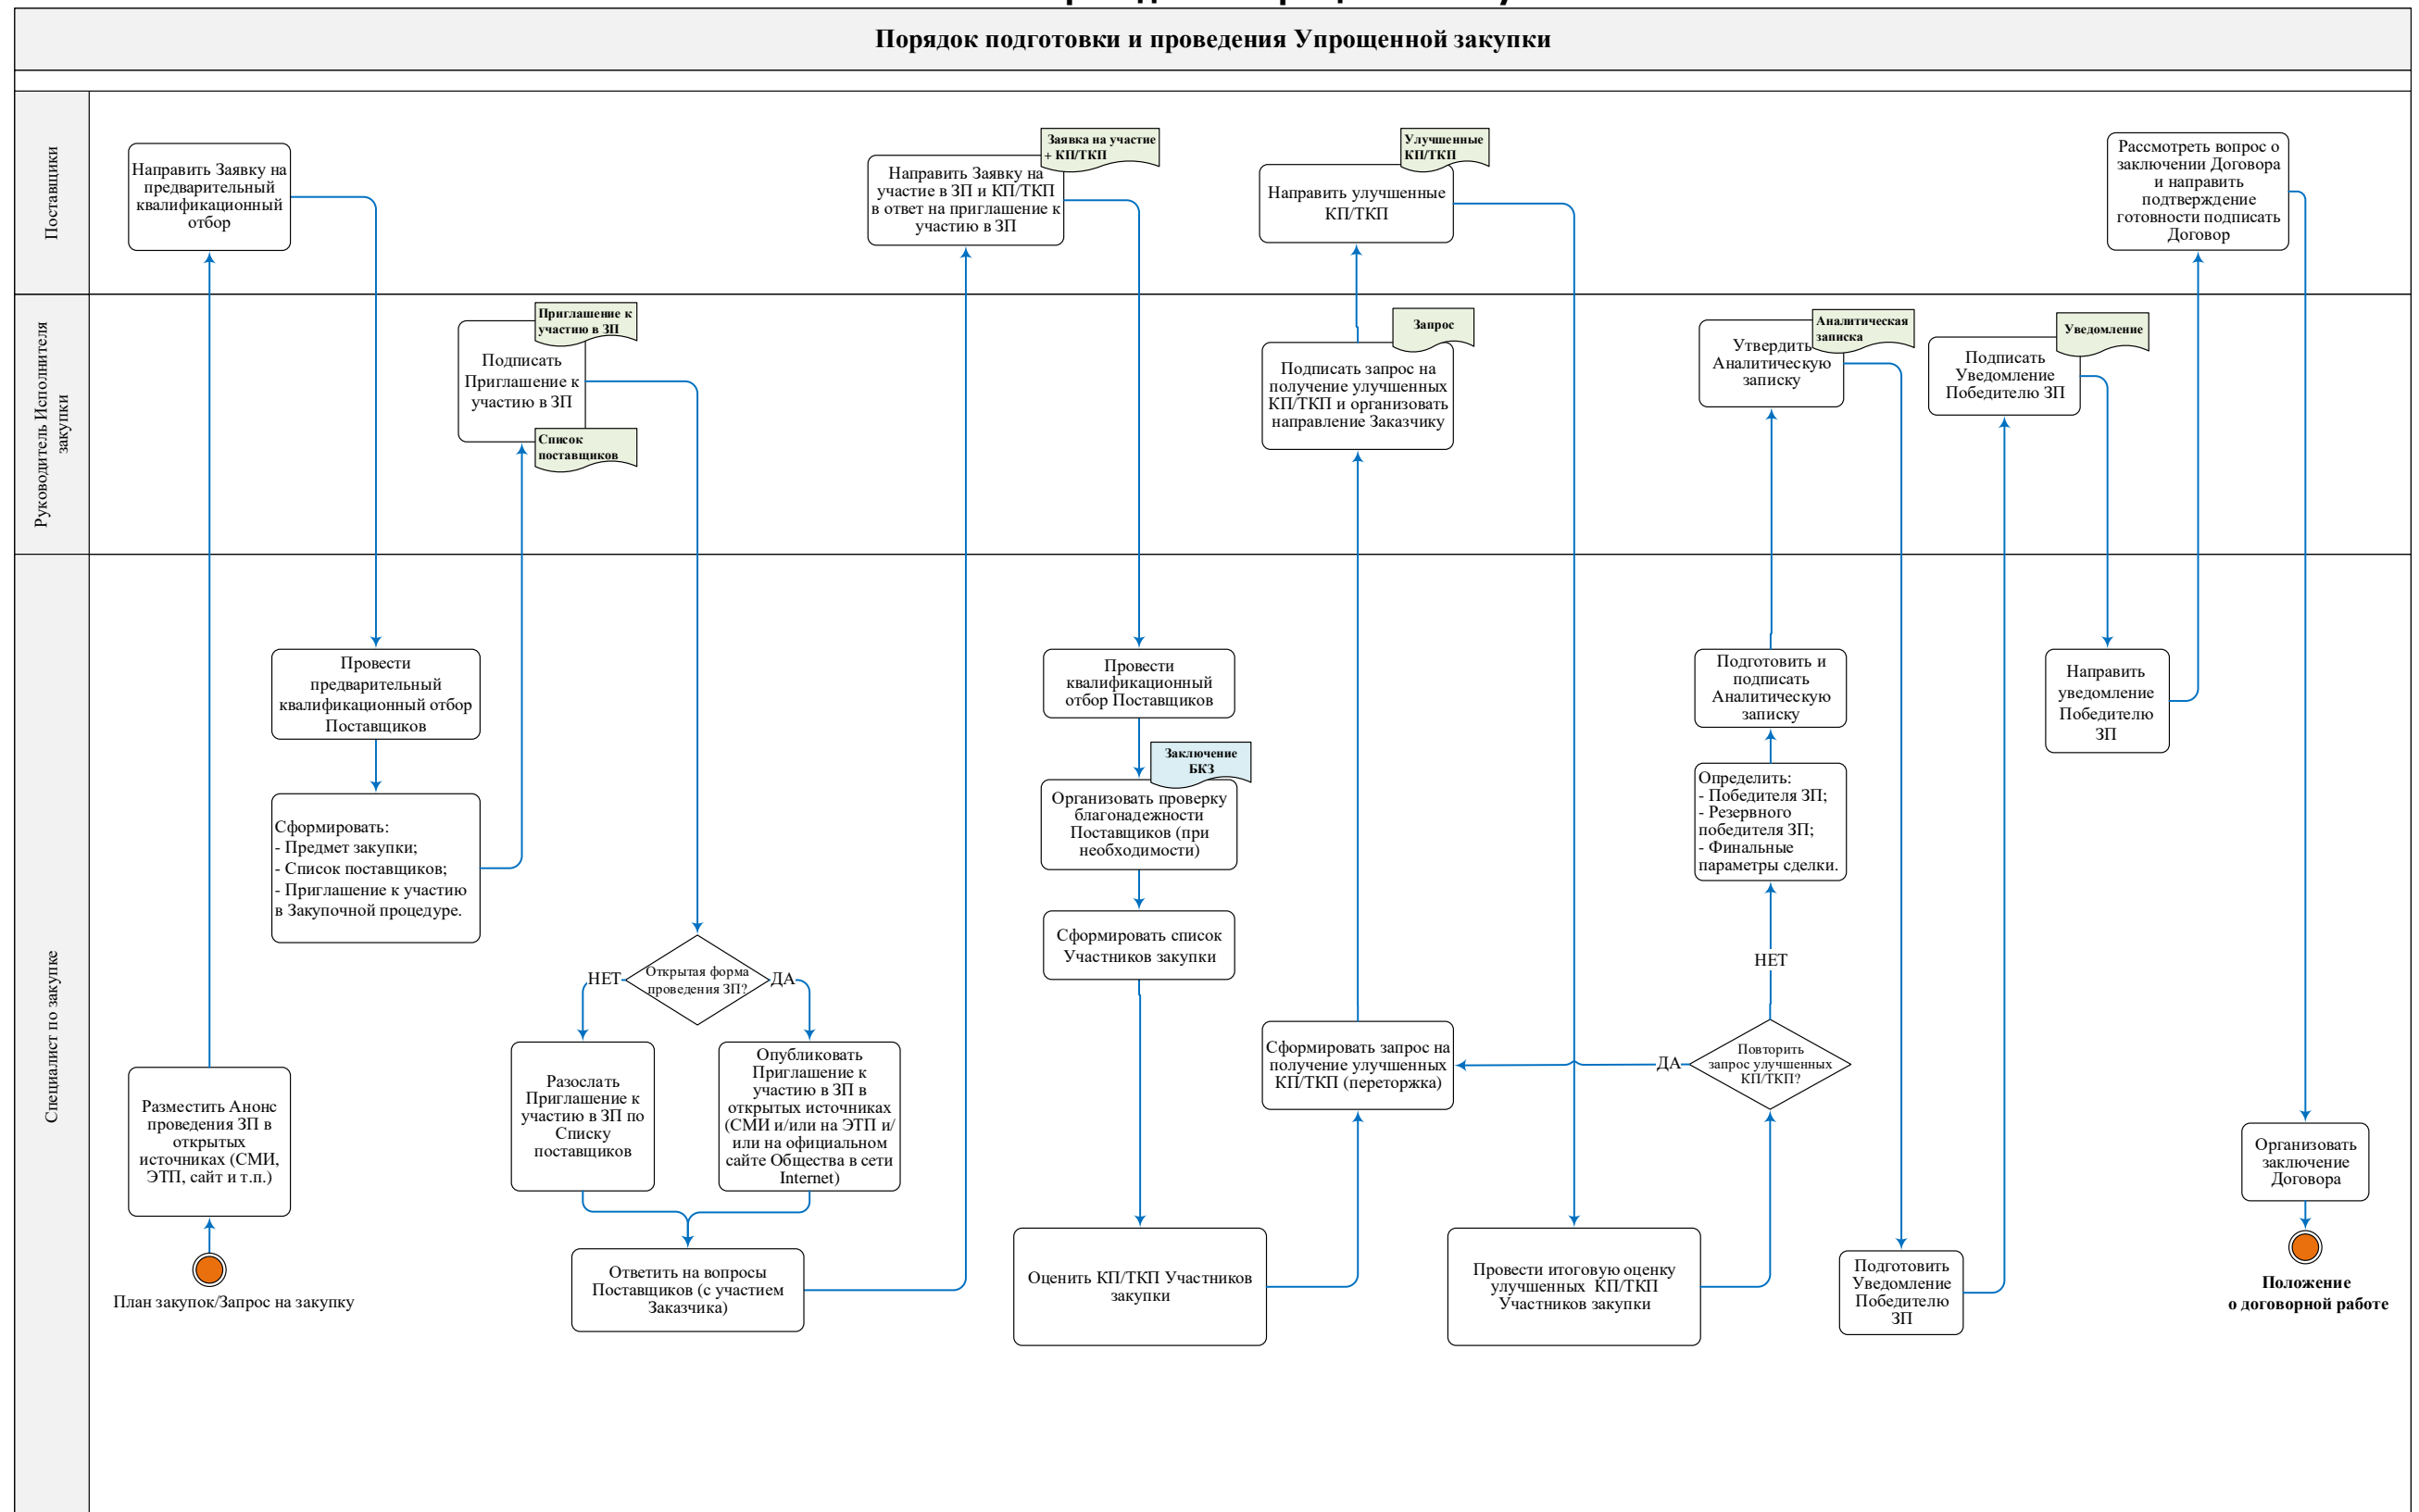 Порядок подготовки и проведения Упрощенной закупки
Поставщики
Направить Заявку на
предварительный
квалификационный
отбор
Заявка на участие
+ КП/ТКП
Направить Заявку на
участие в ЗП и КП/ТКП
в ответ на приглашение к
участию в ЗП
Улучшенные
КП/ТКП
Направить улучшенные
КП/ТКП
Рассмотреть вопрос о
заключении Договора
и направить
подтверждение
готовности подписать
Договор
Руководитель Исполнителя
закупки
Приглашение к
участию в ЗП
Подписать
Приглашение к
участию в ЗП
Список
поставщиков
Запрос
Подписать запрос на
получение улучшенных
КП/ТКП и организовать
направление Заказчику
Аналитическая
записка
Утвердить
Аналитическую
записку
Уведомление
Подписать
Уведомление
Победителю ЗП
Специалист по закупке
Разместить Анонс
проведения ЗП в
открытых
источниках (СМИ,
ЭТП, сайт и т.п.)
План закупок/Запрос на закупку
Провести
предварительный
квалификационный отбор
Поставщиков
Сформировать:
- Предмет закупки;
- Список поставщиков;
- Приглашение к участию
в Закупочной процедуре.
Открытая форма
проведения ЗП?
НЕТ
ДА
Разослать
Приглашение к
участию в ЗП по
Списку
поставщиков
Опубликовать
Приглашение к
участию в ЗП в
открытых источниках
(СМИ и/или на ЭТП и/
или на официальном
сайте Общества в сети
Internet)
Ответить на вопросы
Поставщиков (с участием
Заказчика)
Провести
квалификационный
отбор Поставщиков
Заключение
БКЗ
Организовать проверку
благонадежности
Поставщиков (при
необходимости)
Сформировать список
Участников закупки
Оценить КП/ТКП Участников
закупки
Сформировать запрос на
получение улучшенных
КП/ТКП (переторжка)
Провести итоговую оценку
улучшенных КП/ТКП
Участников закупки
Повторить
запрос улучшенных
КП/ТКП?
ДА
НЕТ
Определить:
- Победителя ЗП;
- Резервного
победителя ЗП;
- Финальные
параметры сделки.
Подготовить и
подписать
Аналитическую
записку
Подготовить
Уведомление
Победителю
ЗП
Направить
уведомление
Победителю
ЗП
Организовать
заключение
Договора
Положение
о договорной работе